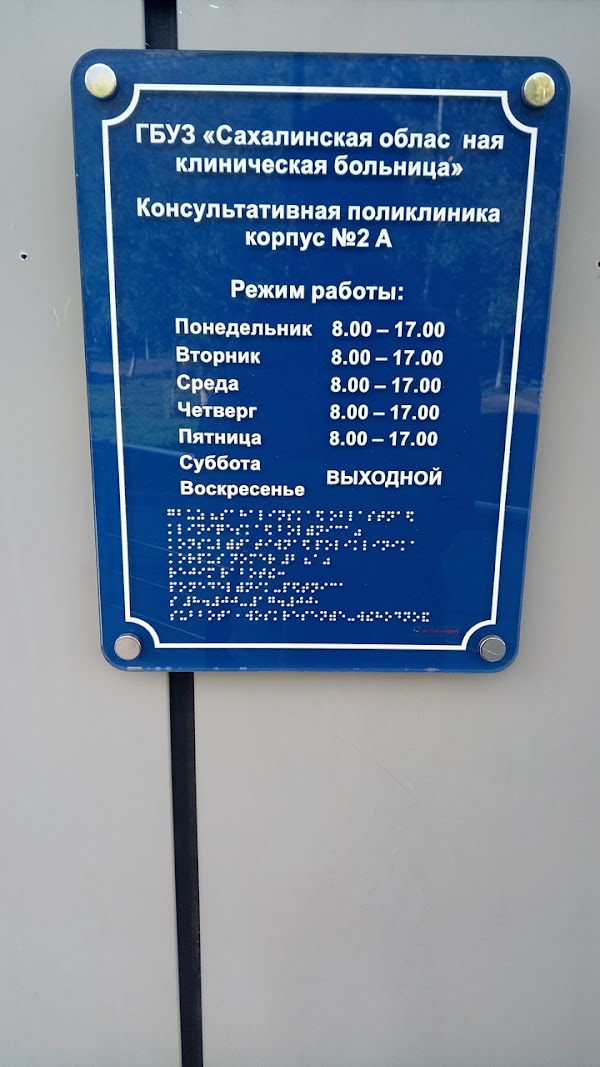 ГБУЗ «Сахалинская облас ная
клиническая больница»
Консультативная поликлиника
корпус №2 А
Режим работы:
Понедельник 8.00 – 17.00
Вторник 8.00 – 17.00
Среда 8.00 – 17.00
Четверг 8.00 – 17.00
Пятница 8.00 – 17.00
Суббота
ВЫХОДНОЙ
Воскресенье